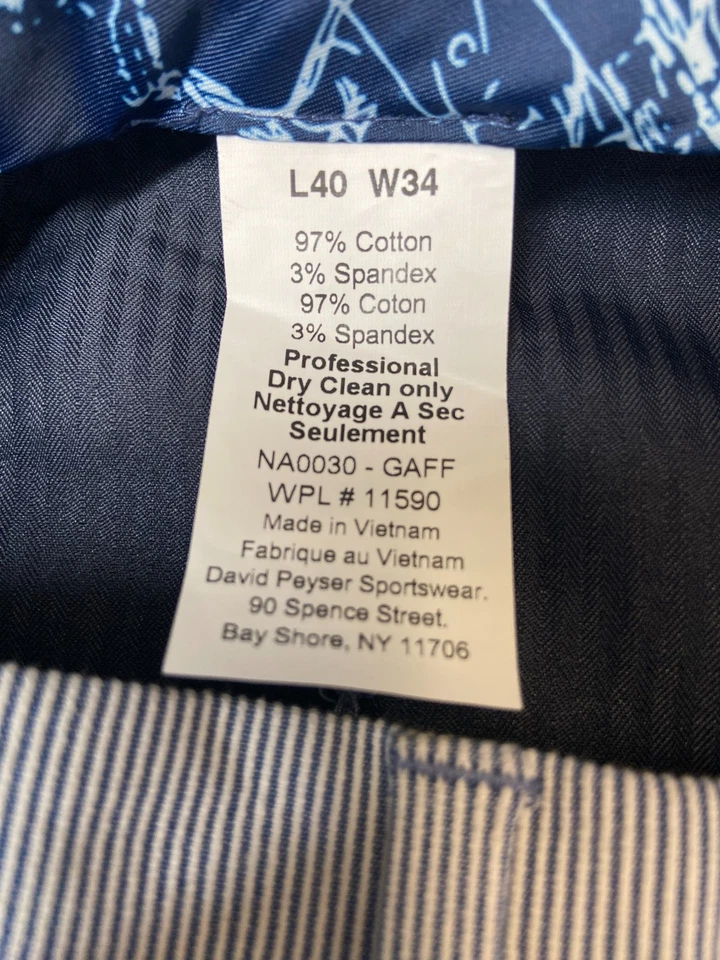 L40 W34
97% Cotton
3% Spandex
97% Coton
3% Spandex
Professional
Dry Clean only
Nettoyage A Sec
Seulement
NA0030 - GAFF
WPL # 11590
Made in Vietnam
Fabrique au Vietnam
David Peyser Sportswear.
90 Spence Street.
Bay Shore, NY 11706